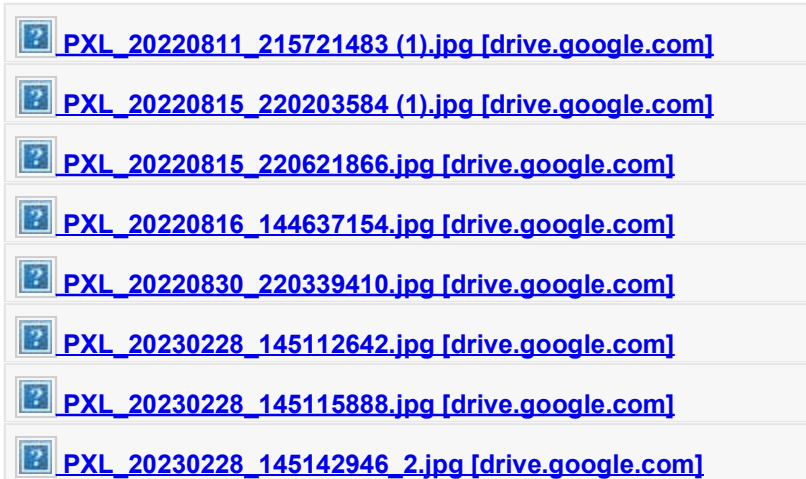 PXL_20220811_215721483 (1).jpg [drive.google.com]
PXL_20220815_220203584 (1).jpg [drive.google.com]
PXL_20220815_220621866.jpg [drive.google.com]
PXL_20220816_144637154.jpg [drive.google.com]
PXL_20220830_220339410.jpg [drive.google.com]
PXL_20230228_145112642.jpg [drive.google.com]
PXL_20230228_145115888.jpg [drive.google.com]
PXL_20230228_145142946_2.jpg [drive.google.com]